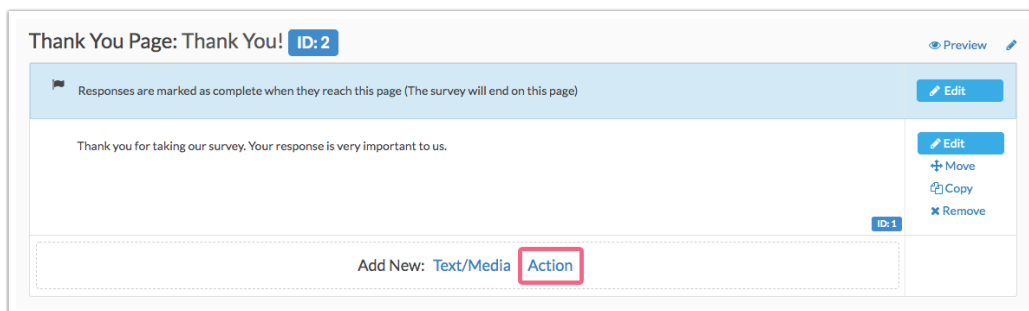 Thank You Page: Thank You! ID: 2
Preview
Responses are marked as complete when they reach this page (The survey will end on this page)
Edit
Thank you for taking our survey. Your response is very important to us.
Edit
Move
Copy
Remove
ID: 1
Add New: Text/Media Action